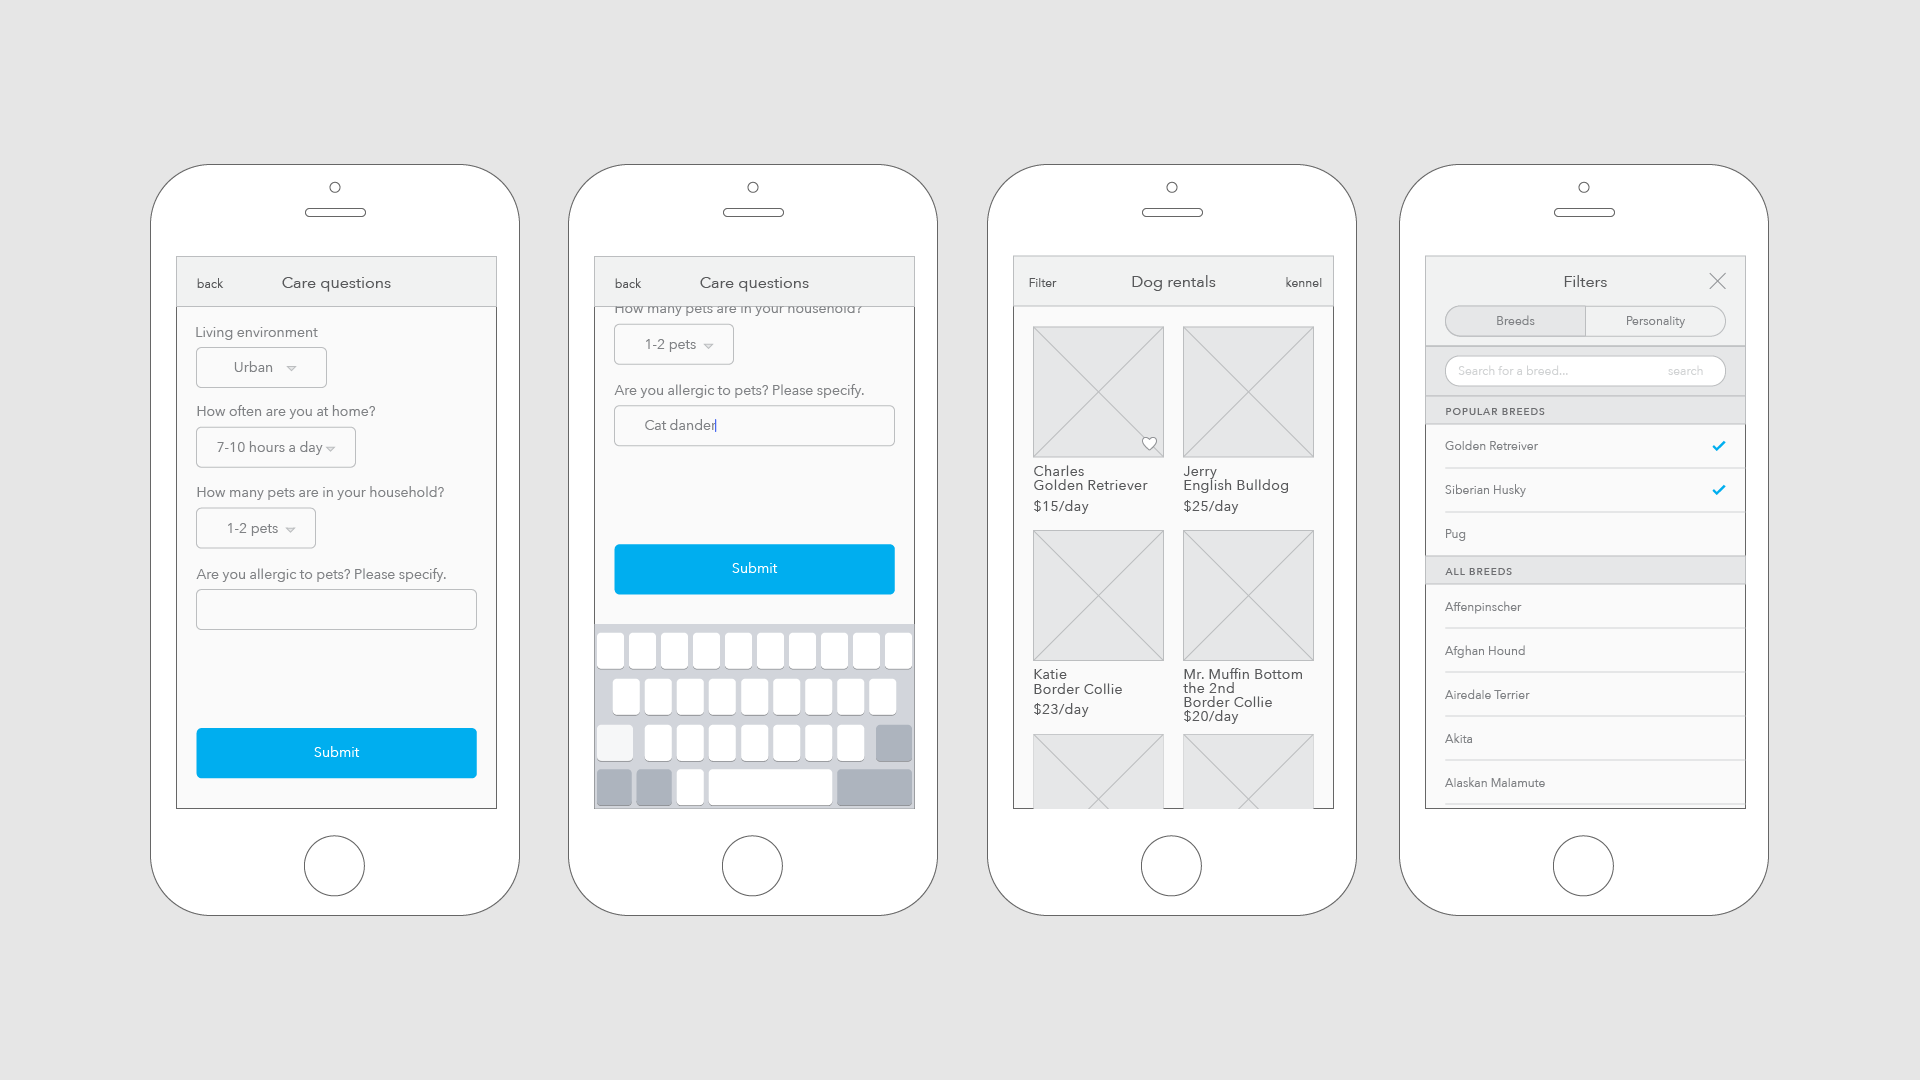 back
Care questions
Living environment
Urban
How often are you at home?
7-10 hours a day
How many pets are in your household?
1-2 pets
Are you allergic to pets? Please specify.
Submit
back
Care questions
How many pets are in your household?
1-2 pets
Are you allergic to pets? Please specify.
Cat dander
Submit
Filter
Dog rentals
kennel
Charles
Golden Retriever
$15/day
Jerry
English Bulldog
$25/day
Katie
Border Collie
$23/day
Mr. Muffin Bottom
the 2nd
Border Collie
$20/day
Filters
Breeds
Personality
Search for a breed...
search
POPULAR BREEDS
Golden Retreiver
Siberian Husky
Pug
ALL BREEDS
Affenpinscher
Afghan Hound
Airedale Terrier
Akita
Alaskan Malamute